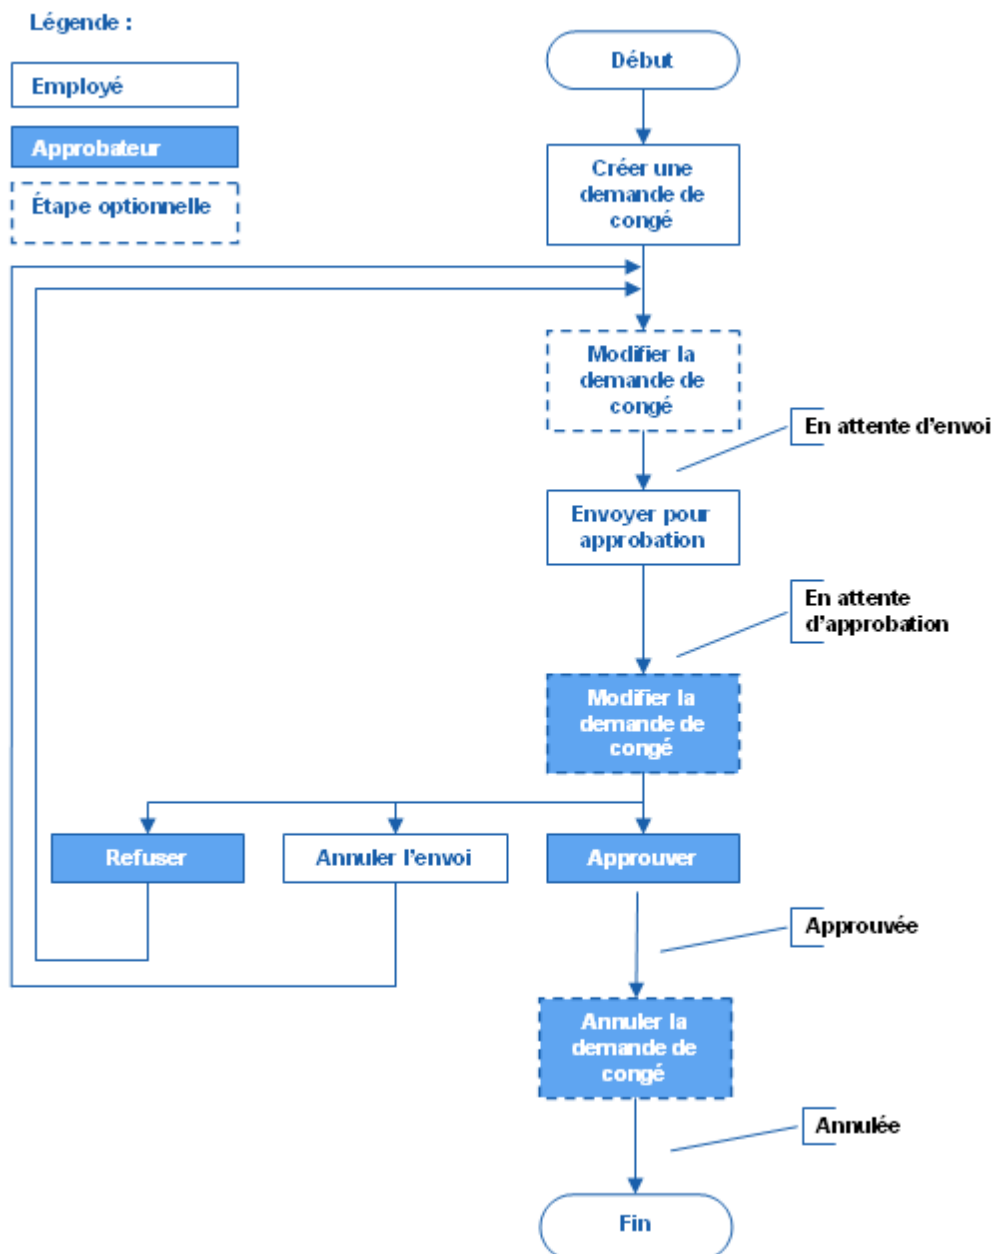 Légende :
Employé
Approbateur
Étape optionnelle
Début
Créer une
demande de
congé
Modifier la
demande de
congé
En attente d'envoi
Envoyer pour
approbation
En attente
d'approbation
Modifier la
demande de
congé
Refuser
Annuler l'envoi
Approuver
Approuvée
Annuler la
demande de
congé
Annulée
Fin